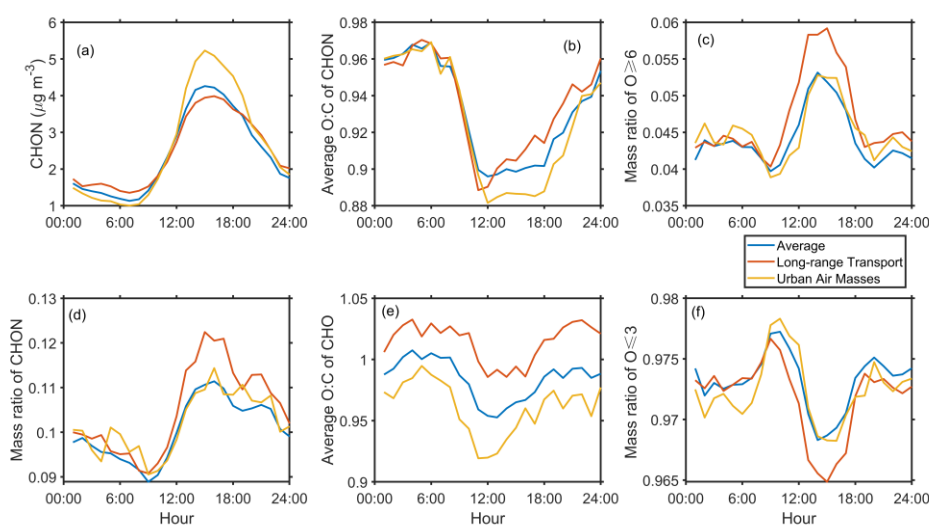 (a)
CHON (μg m-3)
6
5
4
3
2
1
00:00 6:00 12:00 18:00 24:00
(b)
Average O:C of CHON
0.98
0.96
0.94
0.92
0.9
0.88
00:00 6:00 12:00 18:00 24:00
(c)
Mass ratio of O⩾6
0.06
0.055
0.05
0.045
0.04
0.035
00:00 6:00 12:00 18:00 24:00
Average
Long-range Transport
Urban Air Masses
(d)
Mass ratio of CHON
0.13
0.12
0.11
0.1
0.09
00:00 6:00 12:00 18:00 24:00
Hour
(e)
Average O:C of CHO
1.05
1
0.95
0.9
00:00 6:00 12:00 18:00 24:00
Hour
(f)
Mass ratio of O⩽3
0.98
0.975
0.97
0.965
00:00 6:00 12:00 18:00 24:00
Hour